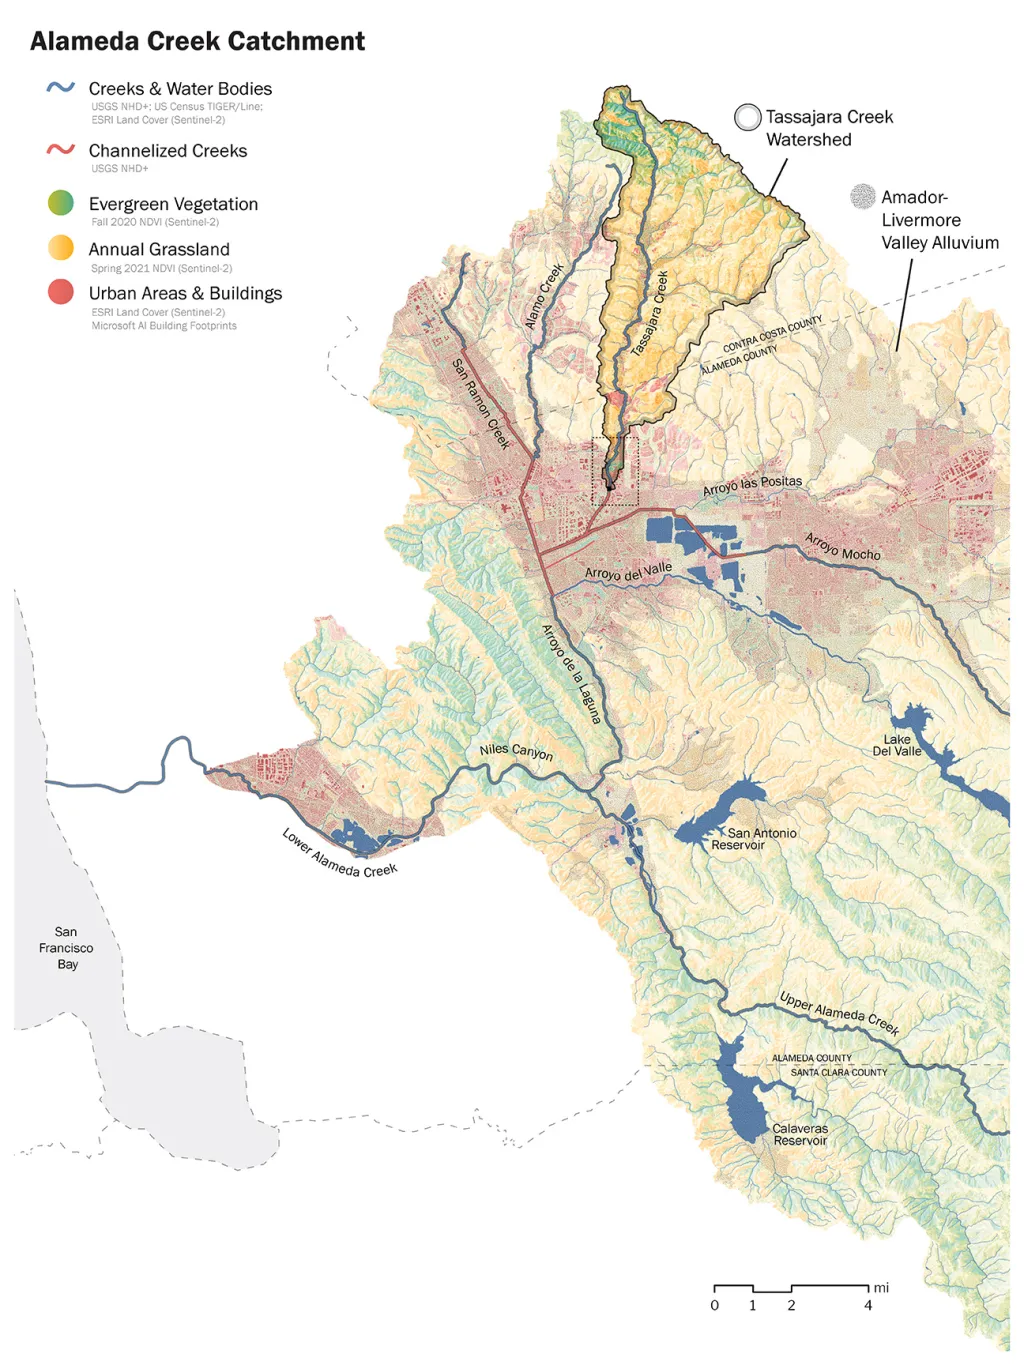 Alameda Creek Catchment
Creeks & Water Bodies
USGS NHD+; US Census TIGER/Line;
ESRI Land Cover (Sentinel-2)
Channelized Creeks
USGS NHD+
Evergreen Vegetation
Fall 2020 NDVI (Sentinel-2)
Annual Grassland
Spring 2021 NDVI (Sentinel-2)
Urban Areas & Buildings
ESRI Land Cover (Sentinel-2)
Microsoft AI Building Footprints
Tassajara Creek
Watershed
Amador-
Livermore
Valley Alluvium
Alamo Creek
Tassajara Creek
CONTRA COSTA COUNTY
ALAMEDA COUNTY
San Ramon Creek
Arroyo las Positas
Arroyo Mocho
Arroyo del Valle
Arroyo de la Laguna
Lake
Del Valle
Niles Canyon
San Antonio
Reservoir
Lower Alameda Creek
San
Francisco
Bay
Upper Alameda Creek
ALAMEDA COUNTY
SANTA CLARA COUNTY
Calaveras
Reservoir
mi
0 1 2 4